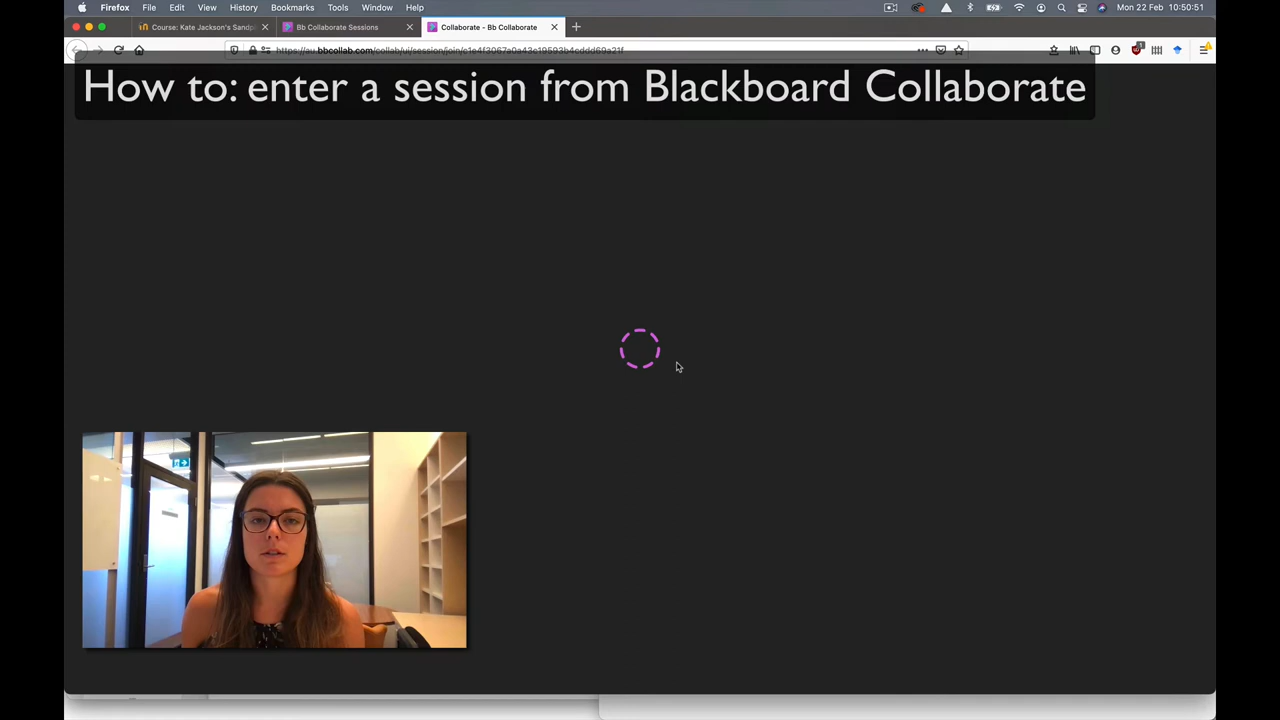 Firefox File Edit View History Bookmarks Tools Window Help Mon 22 Feb 10:50:51
Course: Kate Jackson's Sandp Bb Collaborate Sessions Collaborate - Bb Collaborate
How to: enter a session from Blackboard Collaborate